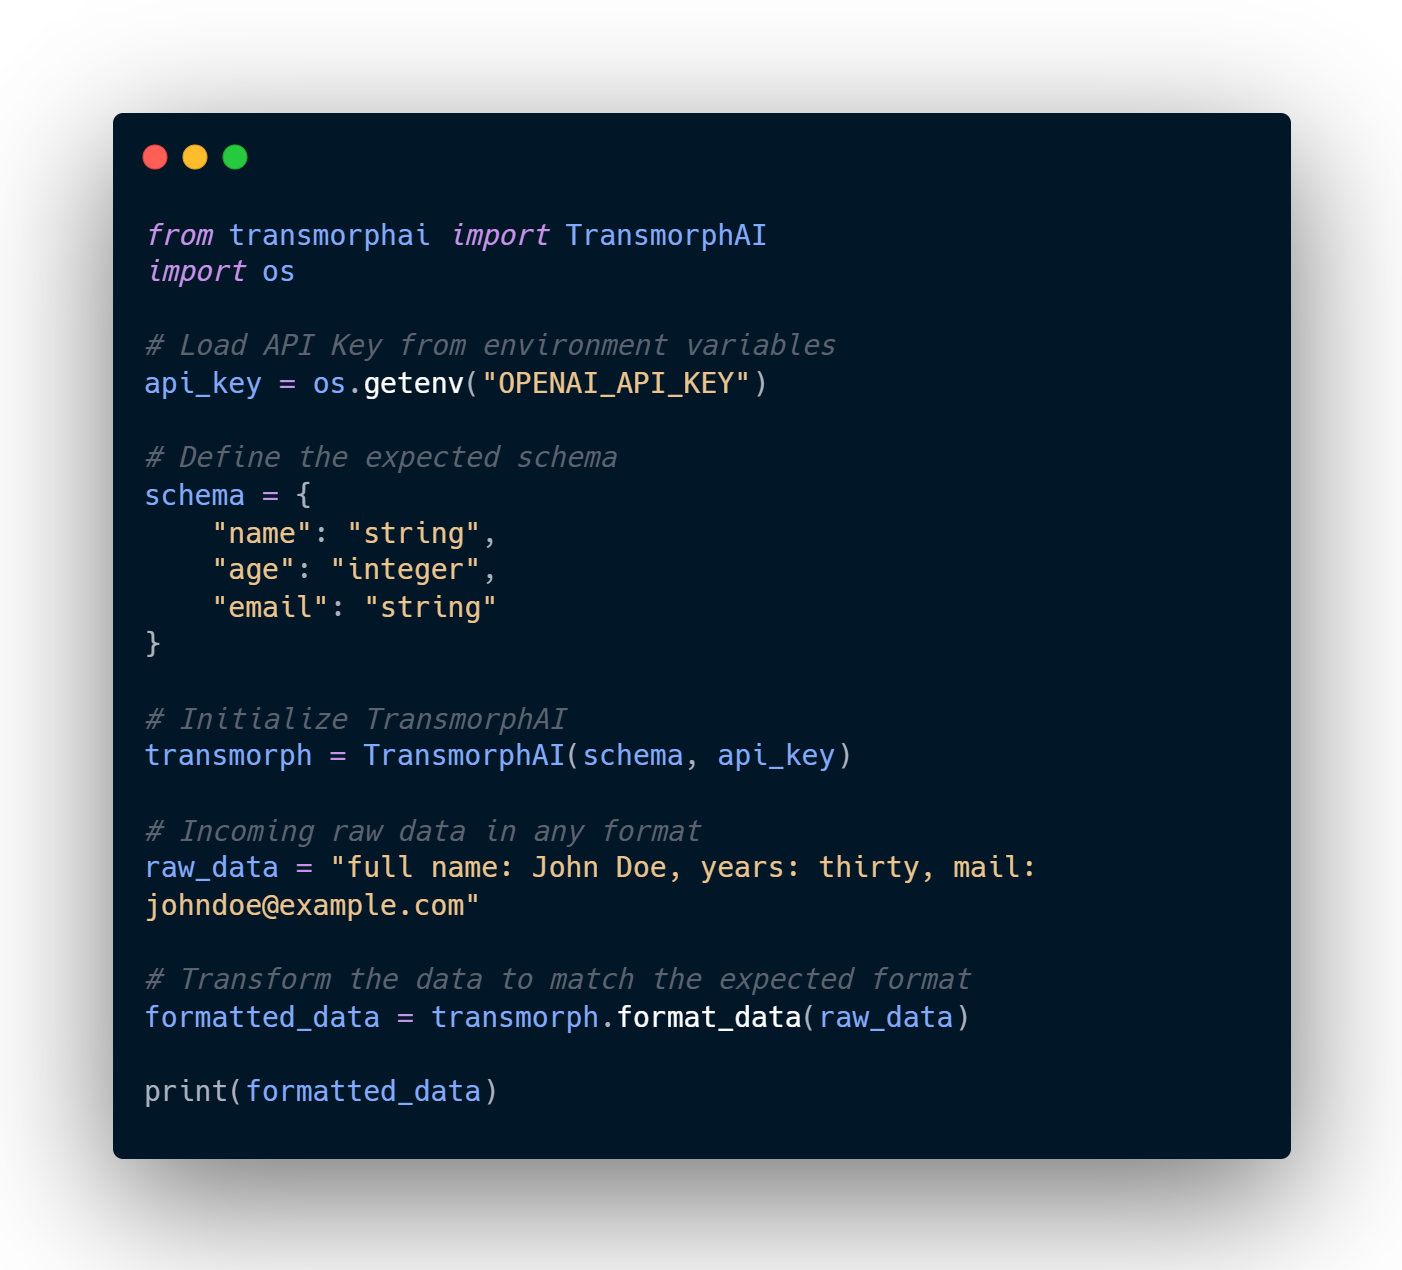 from transmorphai import TransmorphAI
import os

# Load API Key from environment variables
api_key = os.getenv("OPENAI_API_KEY")

# Define the expected schema
schema = {
    "name": "string",
    "age": "integer",
    "email": "string"
}

# Initialize TransmorphAI
transmorph = TransmorphAI(schema, api_key)

# Incoming raw data in any format
raw_data = "full name: John Doe, years: thirty, mail:
johndoe@example.com"

# Transform the data to match the expected format
formatted_data = transmorph.format_data(raw_data)

print(formatted_data)